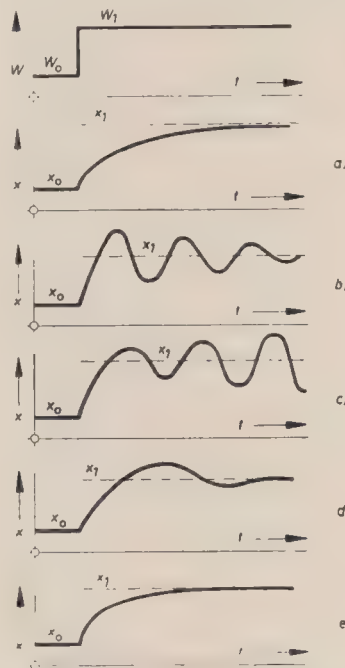 W₁
W W₀ t
x₁
x x₀ t
a)
x₁
x x₀ t
b)
x₁
x x₀ t
c)
x₁
x x₀ t
d
x₁
x x₀ t
e